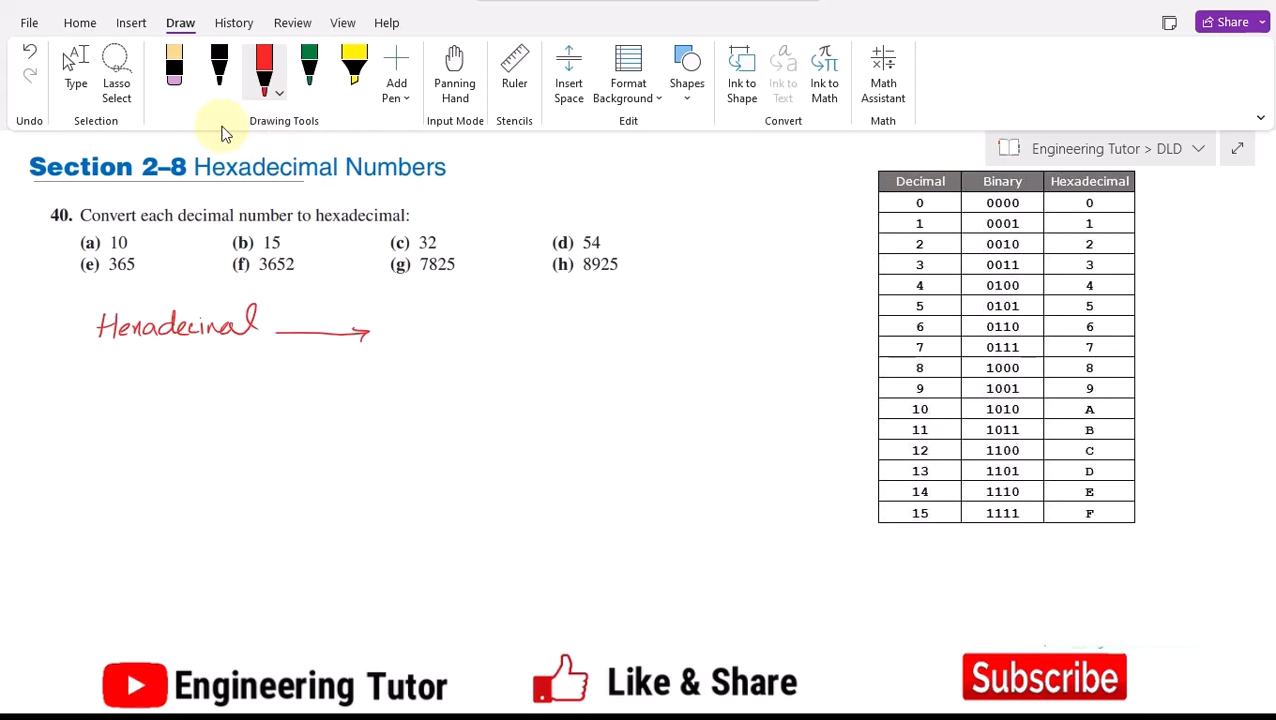 File Home Insert Draw History Review View Help Share
Undo Type Lasso Select Add Pen Panning Hand Ruler Insert Space Format Background Shapes Ink to Shape Ink to Text Ink to Math Math Assistant
Undo Selection Drawing Tools Input Mode Stencils Edit Convert Math
Engineering Tutor > DLD
Section 2–8 Hexadecimal Numbers
40. Convert each decimal number to hexadecimal:
(a) 10 (b) 15 (c) 32 (d) 54
(e) 365 (f) 3652 (g) 7825 (h) 8925
Hexadecimal
Decimal Binary Hexadecimal
0 0000 0
1 0001 1
2 0010 2
3 0011 3
4 0100 4
5 0101 5
6 0110 6
7 0111 7
8 1000 8
9 1001 9
10 1010 A
11 1011 B
12 1100 C
13 1101 D
14 1110 E
15 1111 F
Engineering Tutor Like & Share Subscribe